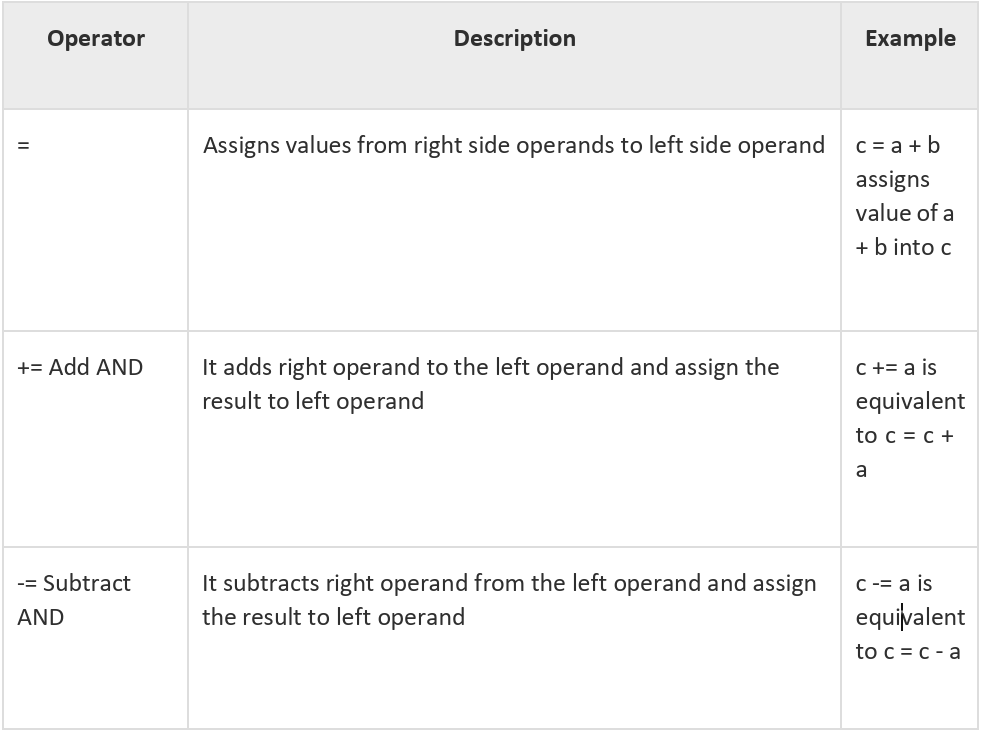 Operator
Description
Example
=
Assigns values from right side operands to left side operand
c = a + b
assigns
value of a
+ b into c
+= Add AND
It adds right operand to the left operand and assign the
result to left operand
c += a is
equivalent
to c = c +
a
-= Subtract
AND
It subtracts right operand from the left operand and assign
the result to left operand
c -= a is
equivalent
to c = c - a